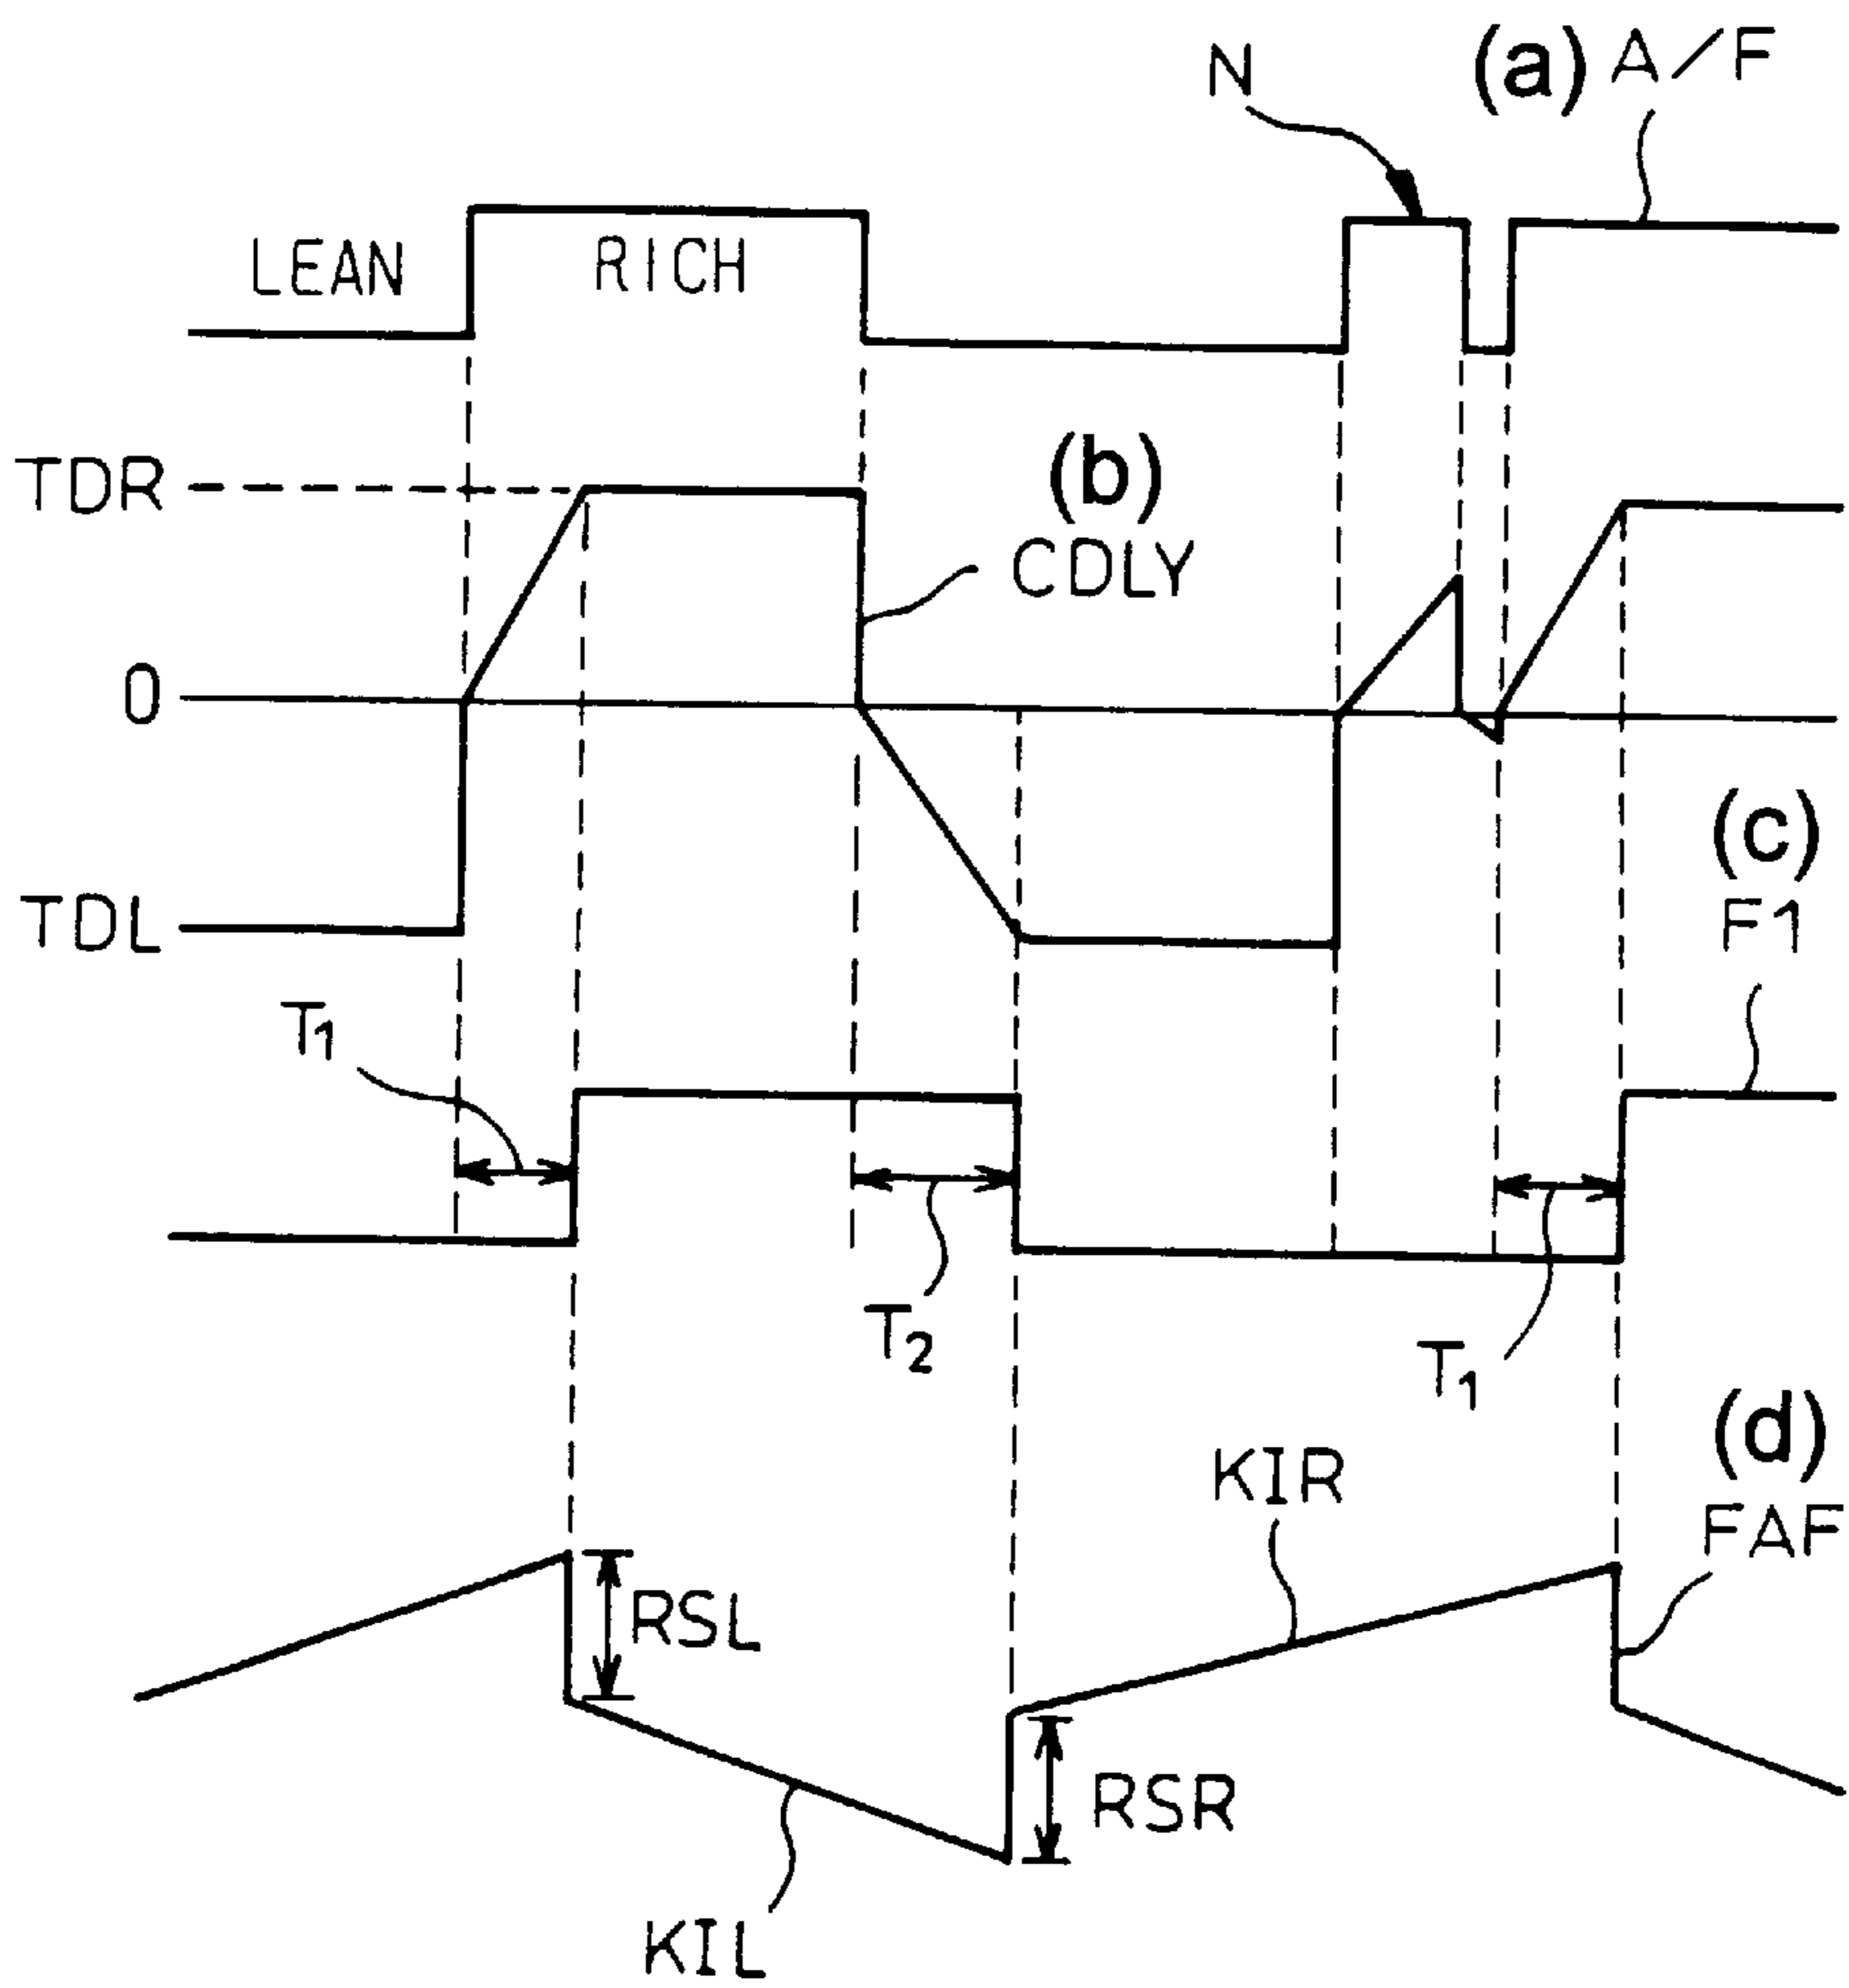 N
(a) A/F
LEAN
RICH
TDR
(b)
CDLY
0
(c)
TDL
F1
T1
T2
T1
(d)
KIR
FAF
RSL
RSR
KIL